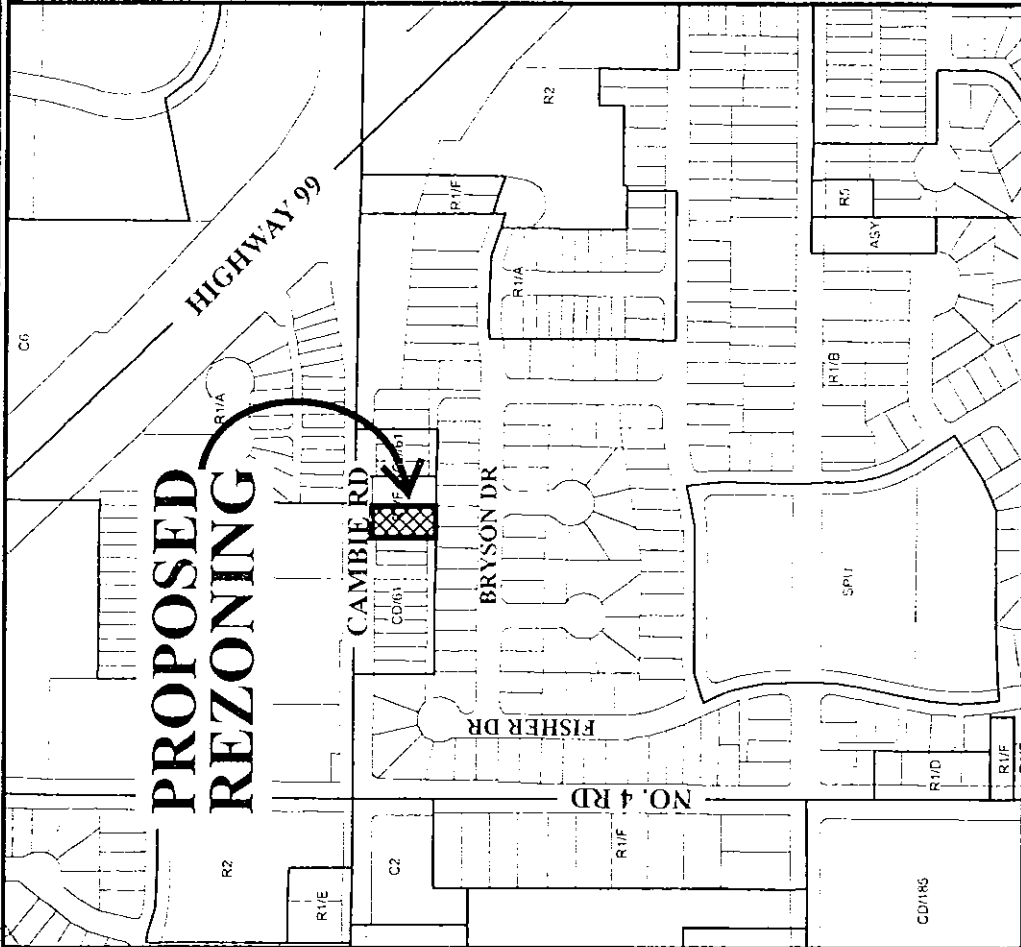 C6
HIGHWAY 99
R2
R1/F
R1/A
R1/A
PROPOSED
REZONING
CAMBIE RD
CD/61
BRYSON DR
R5
ASY
R1/B
SPU
FISHER DR
NO. 4 RD
R2
R1/E
C2
R1/F
R1/D
R1/F
CD/185